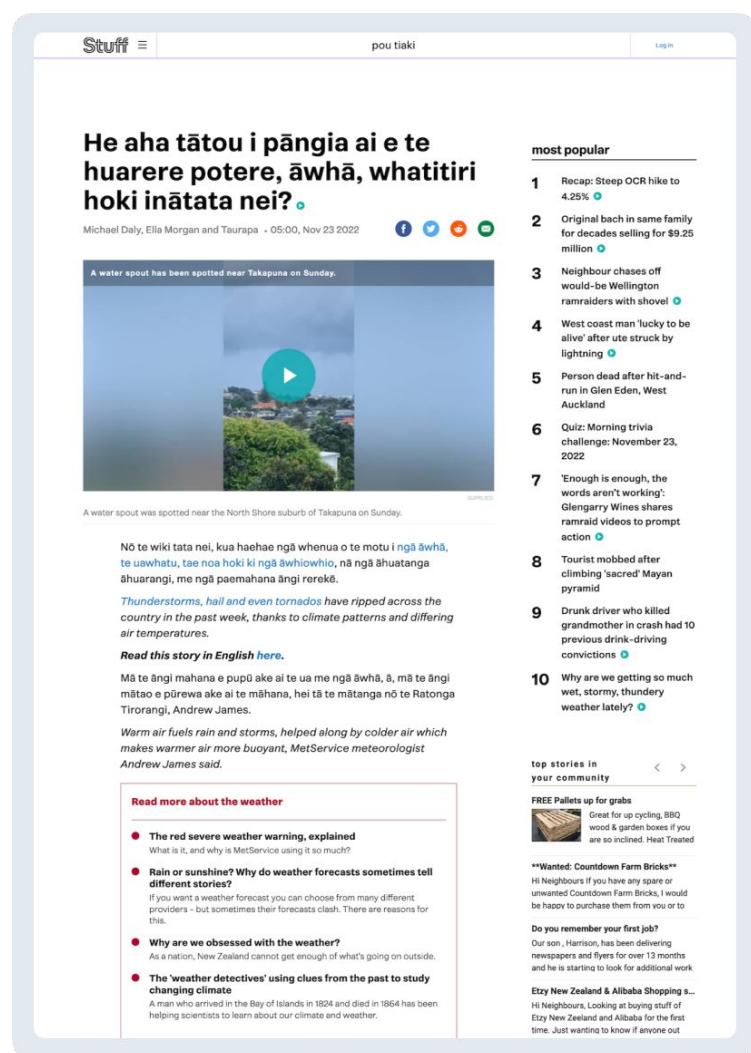 Stuff
pou tiaki
Log in
He aha tātou i pāngia ai e te
huarere potere, āwhā, whatitiri
hoki inātata nei?
Michael Daly, Ella Morgan and Taurapa • 05:00, Nov 23 2022
A water spout has been spotted near Takapuna on Sunday.
SUPPLIED
A water spout was spotted near the North Shore suburb of Takapuna on Sunday.
Nō te wiki tata nei, kua haehae ngā whenua o te motu i ngā āwhā,
te uawhatu, tae noa hoki ki ngā āwhiowhio, nā ngā āhuatanga
āhuarangi, me ngā paemahana āngi rerekē.
Thunderstorms, hail and even tornados have ripped across the
country in the past week, thanks to climate patterns and differing
air temperatures.
Read this story in English here.
Mā te āngi mahana e pupū ake ai te ua me ngā āwhā, ā, mā te āngi
mātao e pūrewa ake ai te māhana, hei tā te mātanga nō te Ratonga
Tirorangi, Andrew James.
Warm air fuels rain and storms, helped along by colder air which
makes warmer air more buoyant, MetService meteorologist
Andrew James said.
Read more about the weather
The red severe weather warning, explained
What is it, and why is MetService using it so much?
Rain or sunshine? Why do weather forecasts sometimes tell
different stories?
If you want a weather forecast you can choose from many different
providers - but sometimes their forecasts clash. There are reasons for
this.
Why are we obsessed with the weather?
As a nation, New Zealand cannot get enough of what's going on outside.
The 'weather detectives' using clues from the past to study
changing climate
A man who arrived in the Bay of Islands in 1824 and died in 1864 has been
helping scientists to learn about our climate and weather.
most popular
1 Recap: Steep OCR hike to
4.25%
2 Original bach in same family
for decades selling for $9.25
million
3 Neighbour chases off
would-be Wellington
ramraiders with shovel
4 West coast man 'lucky to be
alive' after ute struck by
lightning
5 Person dead after hit-and-
run in Glen Eden, West
Auckland
6 Quiz: Morning trivia
challenge: November 23,
2022
7 'Enough is enough, the
words aren't working':
Glengarry Wines shares
ramraid videos to prompt
action
8 Tourist mobbed after
climbing 'sacred' Mayan
pyramid
9 Drunk driver who killed
grandmother in crash had 10
previous drink-driving
convictions
10 Why are we getting so much
wet, stormy, thundery
weather lately?
top stories in
your community
FREE Pallets up for grabs
Great for up cycling, BBQ
wood & garden boxes if you
are so inclined. Heat Treated
**Wanted: Countdown Farm Bricks**
Hi Neighbours If you have any spare or
unwanted Countdown Farm Bricks, I would
be happy to purchase them from you or to
Do you remember your first job?
Our son , Harrison, has been delivering
newspapers and flyers for over 13 months
and he is starting to look for additional work
Etzy New Zealand & Alibaba Shopping s...
Hi Neighbours, Looking at buying stuff of
Etzy New Zeeland and Alibaba for the first
time. Just wanting to know if anyone out